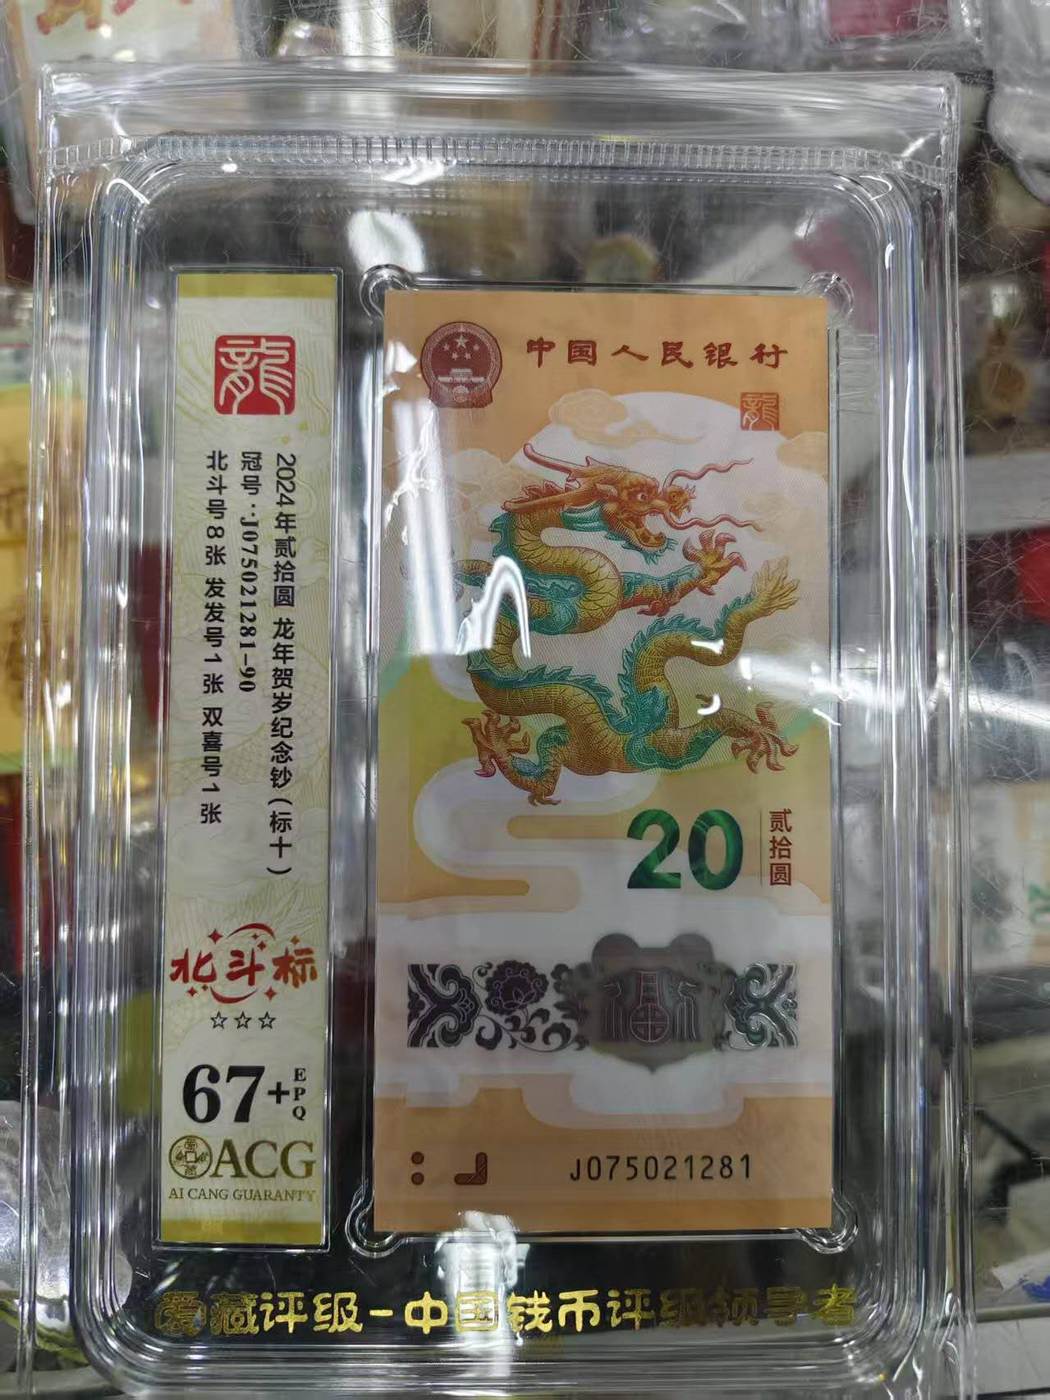 龍
2024年贰拾圆 龙年贺岁纪念钞（标十）
冠号：J075021281-90
北斗号8张 发发号1张 双喜号1张
北斗标
67+
EPQ
ACG
AI CANG GUARANTY
中国人民银行
龍
20
贰拾圆
J075021281
爱藏评级-中国钱币评级领导者